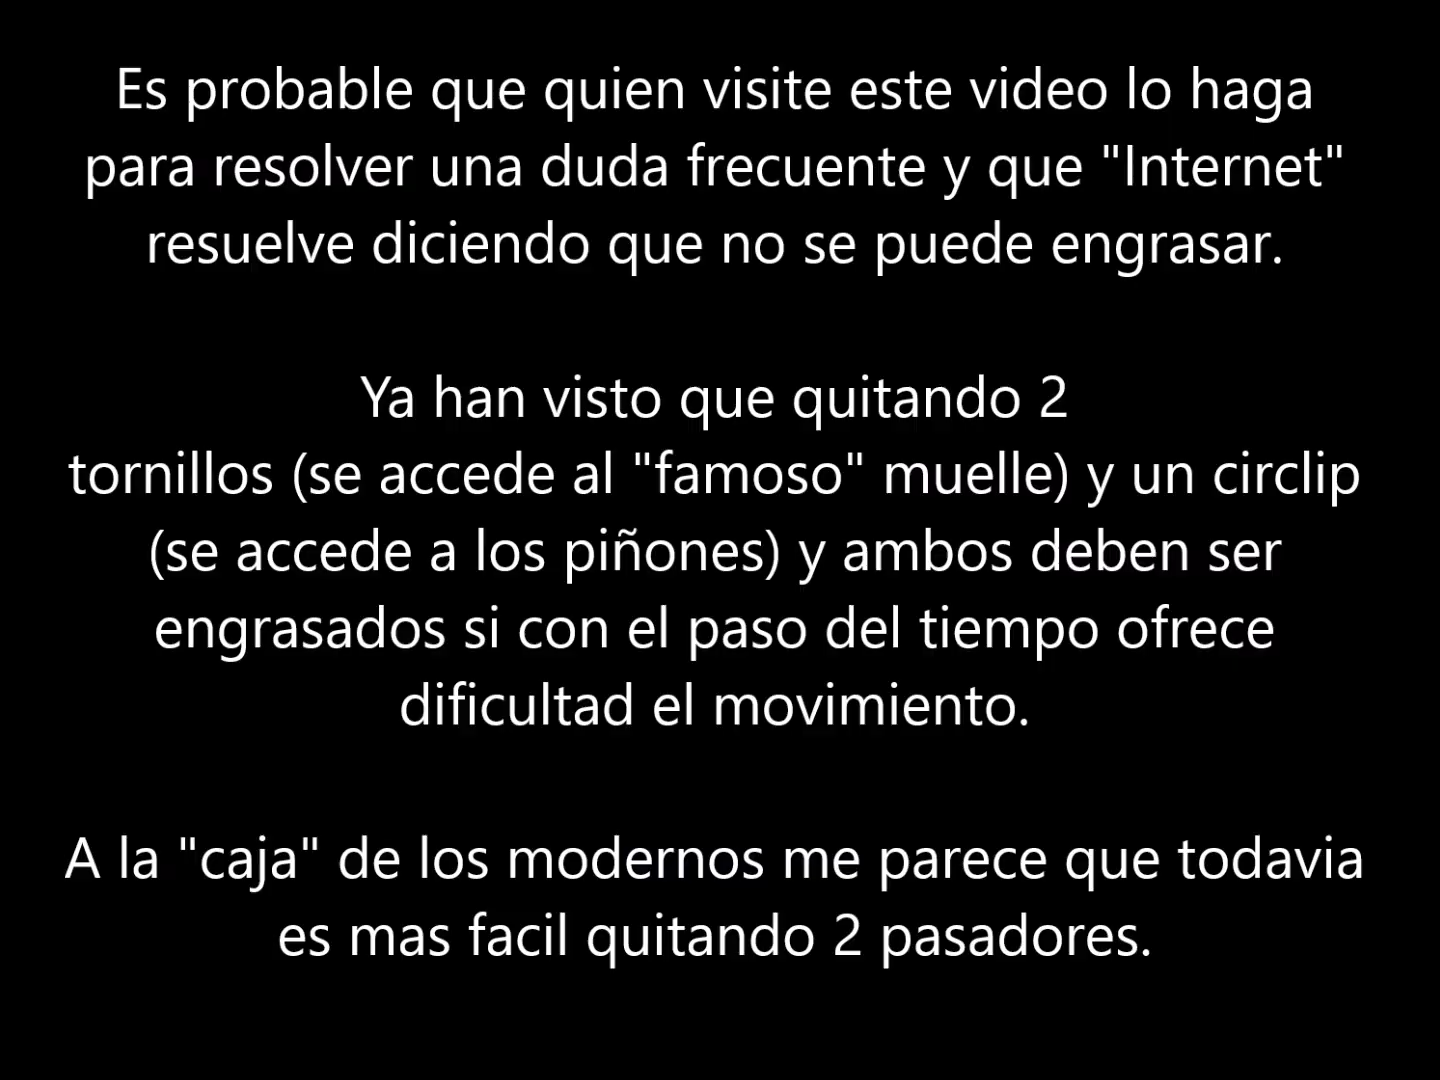 Es probable que quien visite este video lo haga
para resolver una duda frecuente y que "Internet"
resuelve diciendo que no se puede engrasar.
Ya han visto que quitando 2
tornillos (se accede al "famoso" muelle) y un circlip
(se accede a los piñones) y ambos deben ser
engrasados si con el paso del tiempo ofrece
dificultad el movimiento.
A la "caja" de los modernos me parece que todavia
es mas facil quitando 2 pasadores.